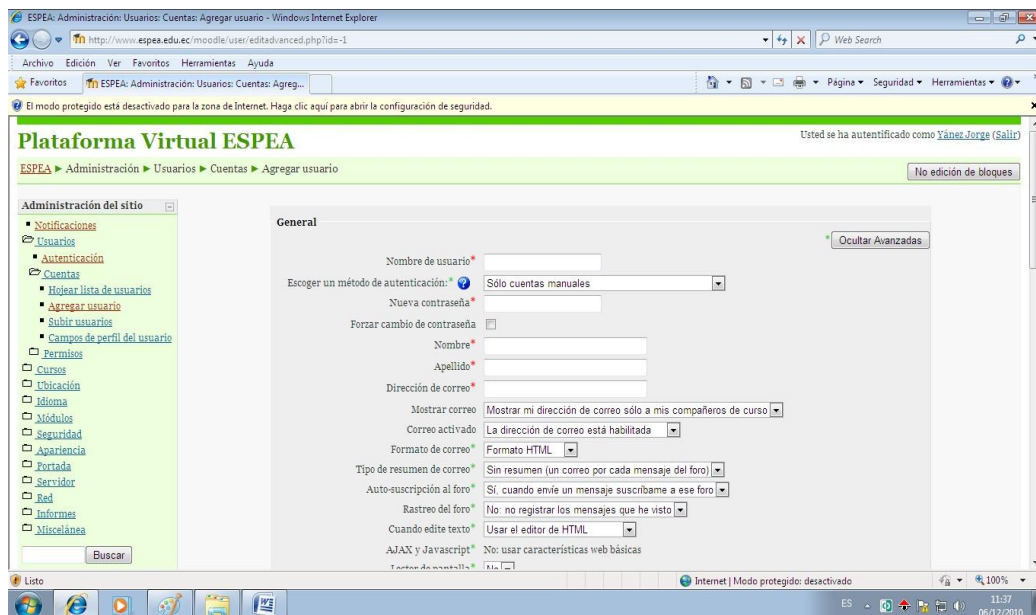 ESPEA: Administración: Usuarios: Cuentas: Agregar usuario - Windows Internet Explorer
http://www.espea.edu.ec/moodle/user/editadvanced.php?id=-1
Web Search
Archivo Edición Ver Favoritos Herramientas Ayuda
Favoritos ESPEA: Administración: Usuarios: Cuentas: Agreg... Página Seguridad Herramientas
El modo protegido está desactivado para la zona de Internet. Haga clic aquí para abrir la configuración de seguridad.
Plataforma Virtual ESPEA
Usted se ha autentificado como Yánez Jorge (Salir)
ESPEA ► Administración ► Usuarios ► Cuentas ► Agregar usuario
No edición de bloques
Administración del sitio
Notificaciones
Usuarios
Autenticación
Cuentas
Hojear lista de usuarios
Agregar usuario
Subir usuarios
Campos de perfil del usuario
Permisos
Cursos
Ubicación
Idioma
Módulos
Seguridad
Apariencia
Portada
Servidor
Red
Informes
Miscelánea
Buscar
General
* Ocultar Avanzadas
Nombre de usuario*
Escoger un método de autenticación:* Sólo cuentas manuales
Nueva contraseña*
Forzar cambio de contraseña
Nombre*
Apellido*
Dirección de correo*
Mostrar correo Mostrar mi dirección de correo sólo a mis compañeros de curso
Correo activado La dirección de correo está habilitada
Formato de correo* Formato HTML
Tipo de resumen de correo* Sin resumen (un correo por cada mensaje del foro)
Auto-suscripción al foro* Sí, cuando envíe un mensaje suscríbame a ese foro
Rastreo del foro* No: no registrar los mensajes que he visto
Cuando edite texto* Usar el editor de HTML
AJAX y Javascript* No: usar características web básicas
Lector de pantalla* No
Listo
Internet | Modo protegido: desactivado
100%
ES
11:37
06/12/2010